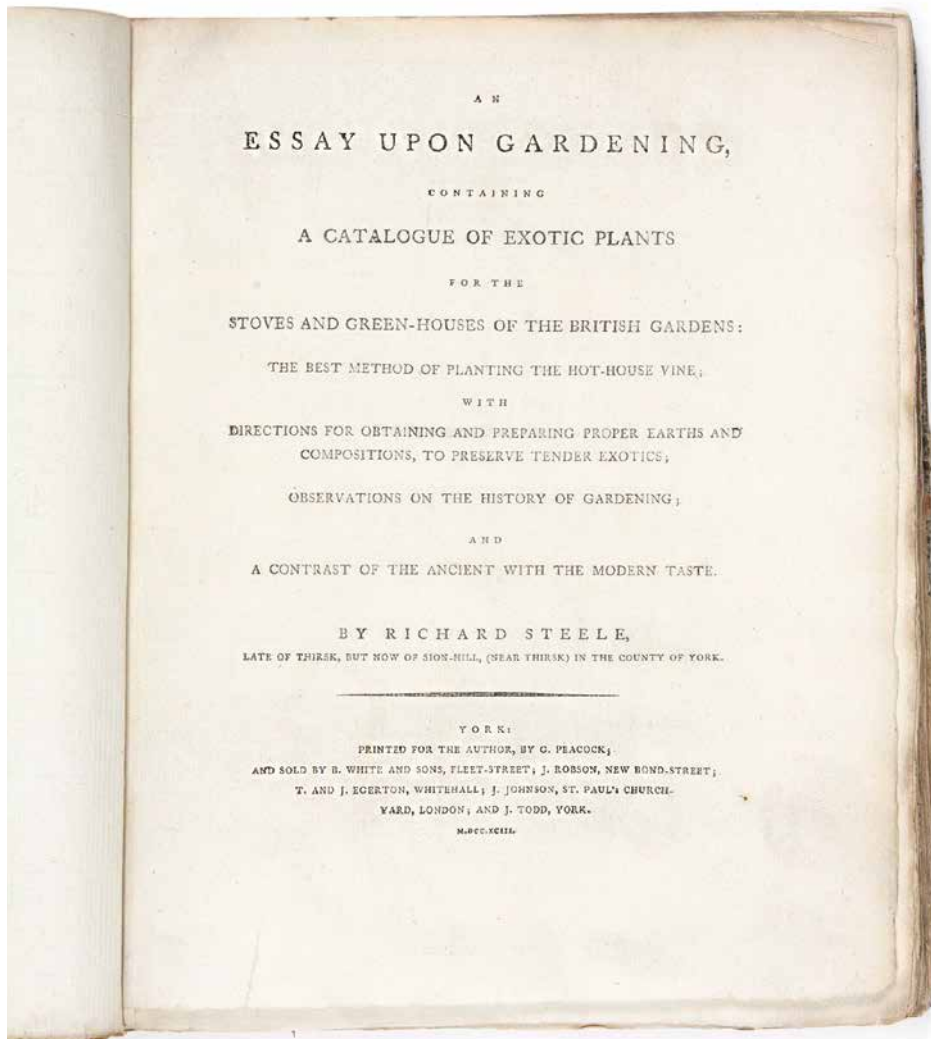 AN
ESSAY UPON GARDENING,
CONTAINING
A CATALOGUE OF EXOTIC PLANTS
FOR THE
STOVES AND GREEN-HOUSES OF THE BRITISH GARDENS:
THE BEST METHOD OF PLANTING THE HOT-HOUSE VINE;
WITH
DIRECTIONS FOR OBTAINING AND PREPARING PROPER EARTHS AND
COMPOSITIONS, TO PRESERVE TENDER EXOTICS;
OBSERVATIONS ON THE HISTORY OF GARDENING;
AND
A CONTRAST OF THE ANCIENT WITH THE MODERN TASTE.
BY RICHARD STEELE,
LATE OF THIRSK, BUT NOW OF SION-HILL, (NEAR THIRSK) IN THE COUNTY OF YORK.
YORK:
PRINTED FOR THE AUTHOR, BY G. PEACOCK;
AND SOLD BY B. WHITE AND SONS, FLEET-STREET; J. ROBSON, NEW BOND-STREET;
T. AND J. EGERTON, WHITEHALL; J. JOHNSON, ST. PAUL's CHURCH-
YARD, LONDON; AND J. TODD, YORK.
M.DCC.XCIII.